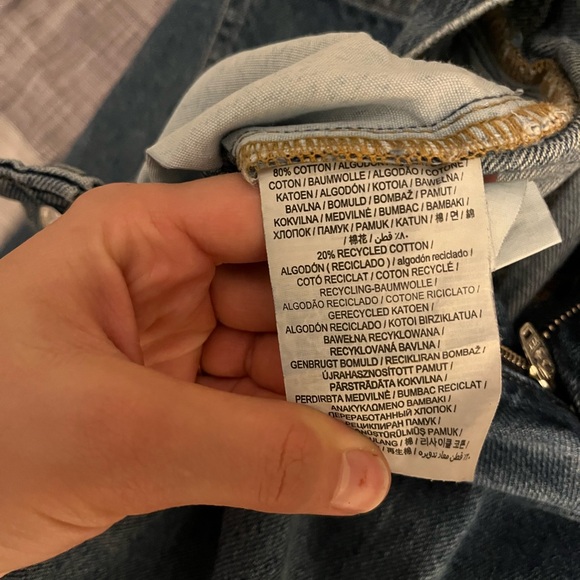 80% COTTON / ALGODÓN / COTONE
COTON / BAUMWOLLE / ALGODÃO / COTONE
KATOEN / ALGODÓN / KOTOIA / BAWEŁNA /
BAVLNA / BOMULD / BOMBAŽ / PAMUT /
KOKVILNA / MEDVILNĖ / BUMBAC / BAMBAKI /
ХЛОПОК / ПАМУК / PAMUK / KATUN / 棉 / 면 / 綿
/ 棉花 / قطن ٪٨٠
20% RECYCLED COTTON /
ALGODÓN ( RECICLADO ) / algodón reciclado /
COTÓ RECICLAT / COTON RECYCLÉ /
RECYCLING-BAUMWOLLE /
ALGODÃO RECICLADO / COTONE RICICLATO /
GERECYCLED KATOEN /
ALGODÓN RECICLADO / KOTOI BIRZIKLATUA /
BAWEŁNA RECYKLOWANA /
RECYKLOVANÁ BAVLNA /
GENBRUGT BOMULD / RECIKLIRAN BOMBAŽ /
ÚJRAHASZNOSÍTOTT PAMUT /
PĀRSTRĀDĀTA KOKVILNA /
PERDIRBTA MEDVILNĖ / BUMBAC RECICLAT /
ΑΝΑΚΥΚΛΩΜΕΝΟ ΒΑΜΒΑΚΙ /
ПЕРЕРАБОТАННЫЙ ХЛОПОК /
РЕЦИКЛИРАН ПАМУК /
DÖNÜŞTÜRÜLMÜŞ PAMUK /
/ 棉 / 리사이클 코튼 /
/ 再生棉 / قطن معاد تدويره